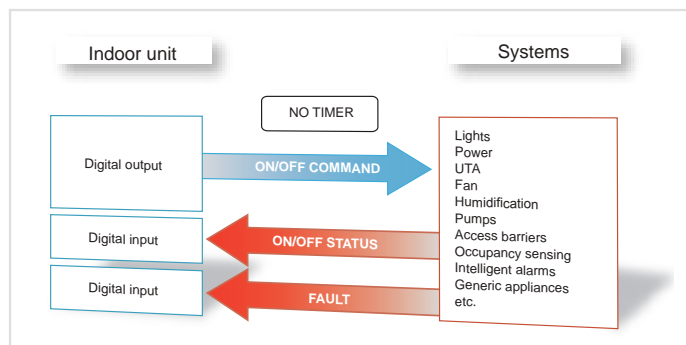 Indoor unit
Systems
NO TIMER
Digital output
ON/OFF COMMAND
Digital input
ON/OFF STATUS
Digital input
FAULT
Lights
Power
UTA
Fan
Humidification
Pumps
Access barriers
Occupancy sensing
Intelligent alarms
Generic appliances
etc.